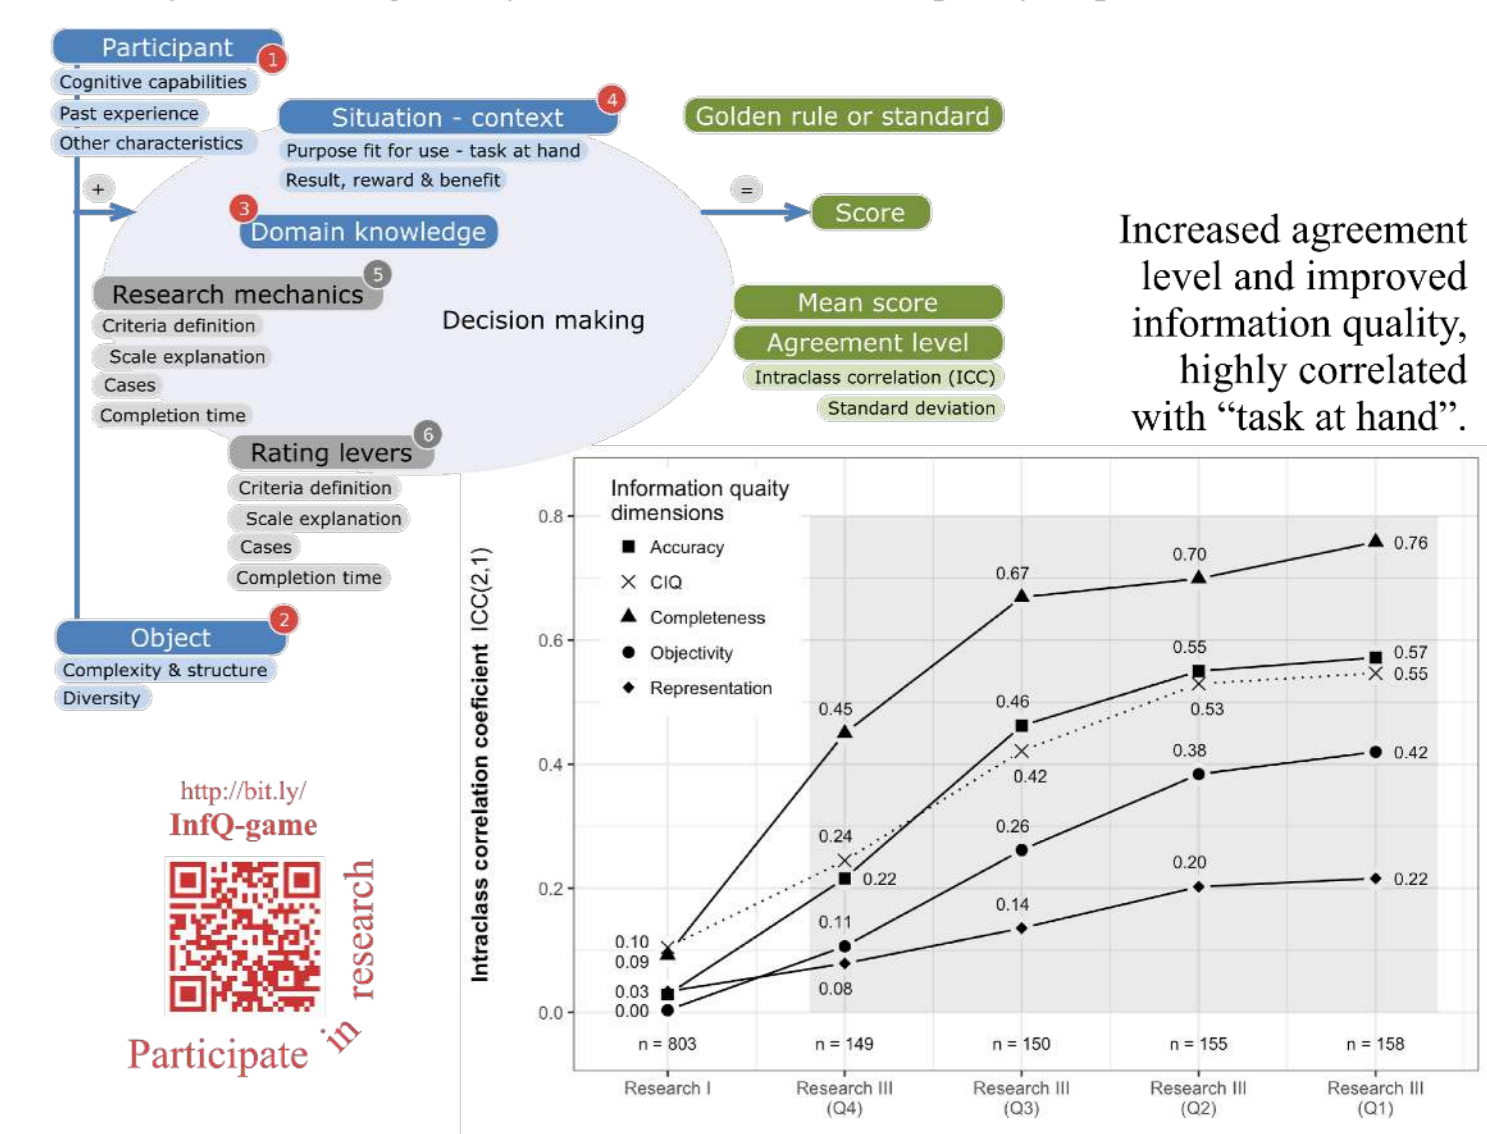 Participant
1
Cognitive capabilities
Past experience
Other characteristics
+
Situation - context
4
Purpose fit for use - task at hand
Result, reward & benefit
3
Domain knowledge
Research mechanics
5
Criteria definition
Scale explanation
Cases
Completion time
Decision making
Rating levers
6
Criteria definition
Scale explanation
Cases
Completion time
Object
2
Complexity & structure
Diversity
Golden rule or standard
=
Score
Mean score
Agreement level
Intraclass correlation (ICC)
Standard deviation
Increased agreement
level and improved
information quality,
highly correlated
with “task at hand”.
http://bit.ly/
InfQ-game
Participate
in
research
Intraclass correlation coeficient ICC(2,1)
0.8
0.6
0.4
0.2
0.0
Information quaity
dimensions
Accuracy
CIQ
Completeness
Objectivity
Representation
0.10
0.09
0.03
0.00
0.45
0.24
0.22
0.11
0.08
0.67
0.46
0.42
0.26
0.14
0.70
0.55
0.53
0.38
0.20
0.76
0.57
0.55
0.42
0.22
n = 803
n = 149
n = 150
n = 155
n = 158
Research I
Research III
(Q4)
Research III
(Q3)
Research III
(Q2)
Research III
(Q1)